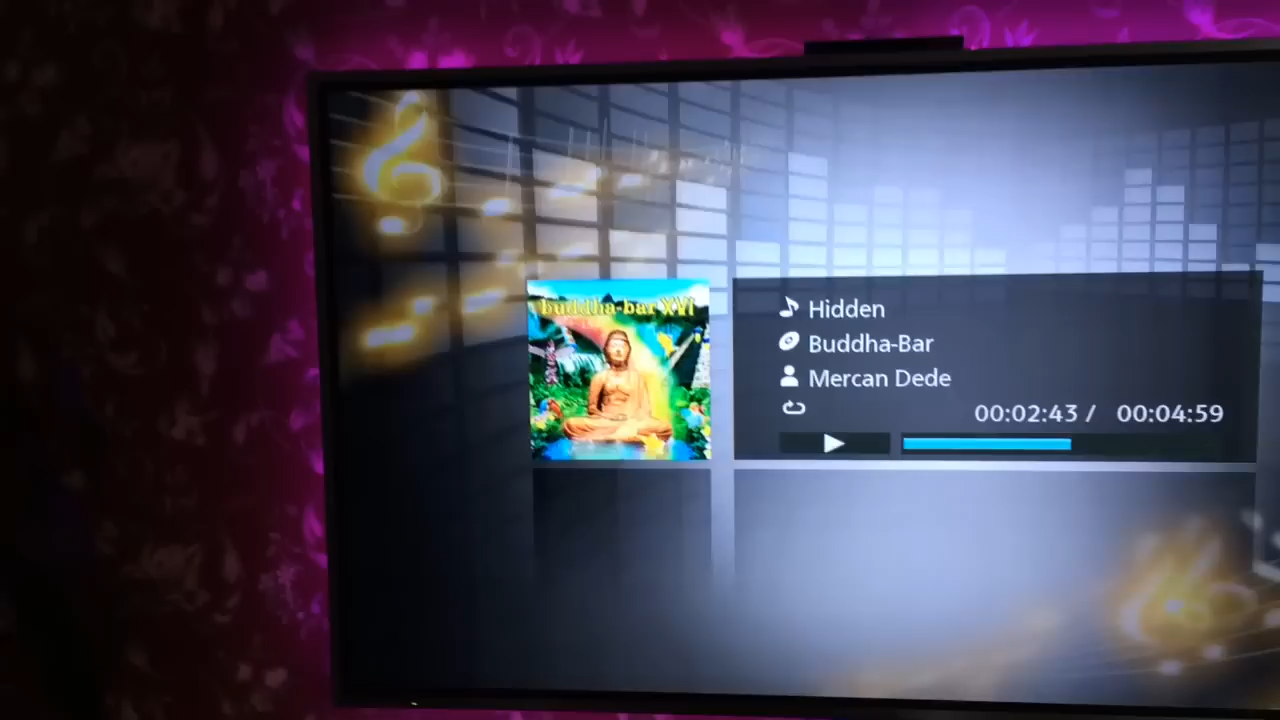 buddha-bar XVI
Hidden
Buddha-Bar
Mercan Dede
00:02:43 / 00:04:59